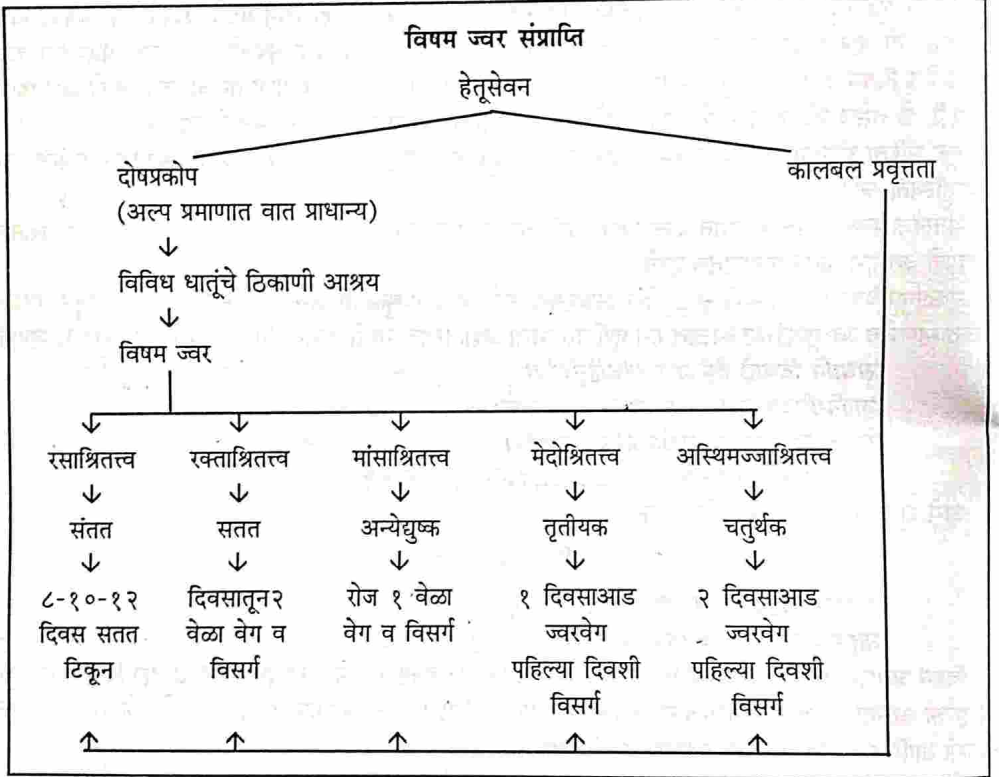 विषम ज्वर संप्राप्ति
हेतूसेवन
दोषप्रकोप
(अल्प प्रमाणात वात प्राधान्य)
कालबल प्रवृत्तता
विविध धातूंचे ठिकाणी आश्रय
विषम ज्वर
रसाश्रितत्त्व
रक्ताश्रितत्त्व
मांसाश्रितत्त्व
मेदोश्रितत्त्व
अस्थिमज्जाश्रितत्त्व
संतत
सतत
अन्येद्युष्क
तृतीयक
चतुर्थक
८-१०-१२
दिवस सतत
टिकून
दिवसातून२
वेळा वेग व
विसर्ग
रोज १ वेळा
वेग व विसर्ग
१ दिवसाआड
ज्वरवेग
पहिल्या दिवशी
विसर्ग
२ दिवसाआड
ज्वरवेग
पहिल्या दिवशी
विसर्ग